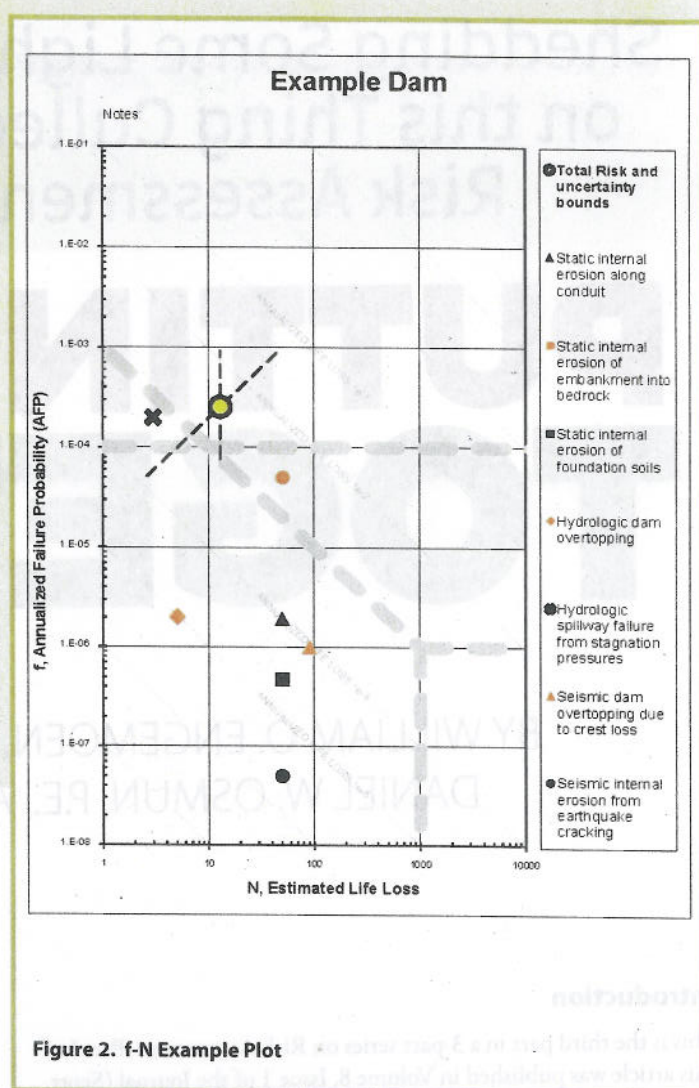 Example Dam
Notes
1.E-01
1.E-02
1.E-03
1.E-04
1.E-05
1.E-06
1.E-07
1.E-08
1
10
100
1000
10000
f, Annualized Failure Probability (AFP)
N, Estimated Life Loss
Total Risk and
uncertainty
bounds
Static internal
erosion along
conduit
Static internal
erosion of
embankment into
bedrock
Static internal
erosion of
foundation soils
Hydrologic dam
overtopping
Hydrologic
spillway failure
from stagnation
pressures
Seismic dam
overtopping due
to crest loss
Seismic internal
erosion from
earthquake
cracking
Figure 2. f-N Example Plot